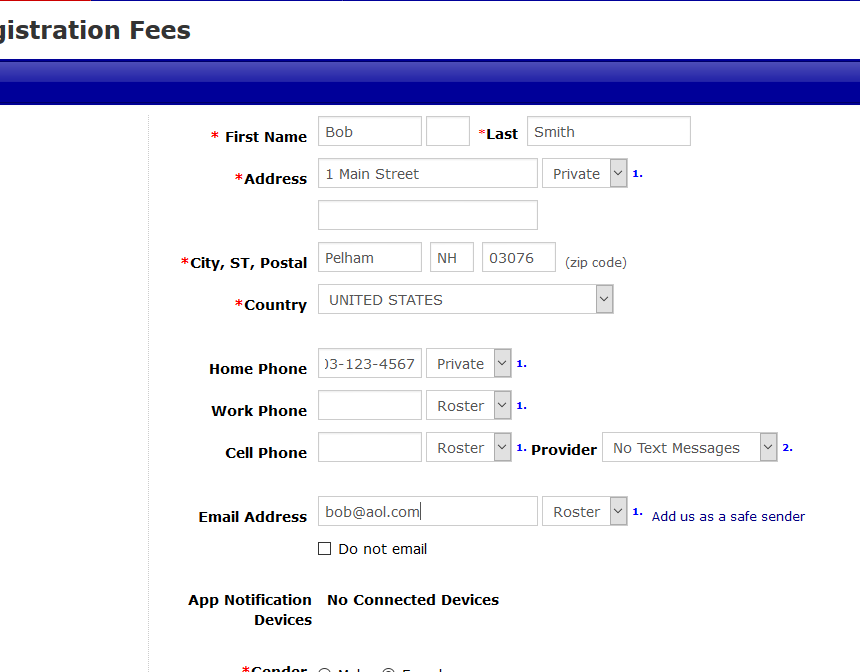 gistration Fees
* First Name Bob *Last Smith
*Address 1 Main Street Private 1.
*City, ST, Postal Pelham NH 03076 (zip code)
*Country UNITED STATES
Home Phone )3-123-4567 Private 1.
Work Phone Roster 1.
Cell Phone Roster 1. Provider No Text Messages 2.
Email Address bob@aol.com Roster 1. Add us as a safe sender
Do not email
App Notification No Connected Devices
Devices
*Gender